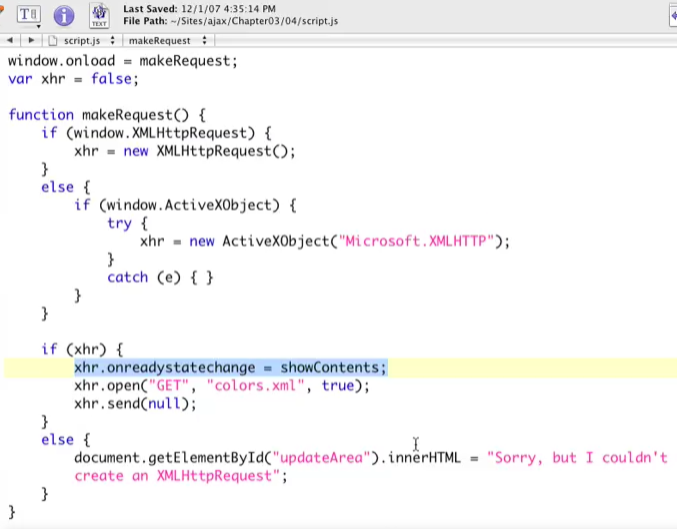 Last Saved: 12/1/07 4:35:14 PM
File Path: ~/Sites/ajax/Chapter03/04/script.js
T
TEXT
script.js makeRequest
window.onload = makeRequest;
var xhr = false;
function makeRequest() {
if (window.XMLHttpRequest) {
xhr = new XMLHttpRequest();
}
else {
if (window.ActiveXObject) {
try {
xhr = new ActiveXObject("Microsoft.XMLHTTP");
}
catch (e) { }
}
}
if (xhr) {
xhr.onreadystatechange = showContents;
xhr.open("GET", "colors.xml", true);
xhr.send(null);
}
else {
document.getElementById("updateArea").innerHTML = "Sorry, but I couldn't
create an XMLHttpRequest";
}
}